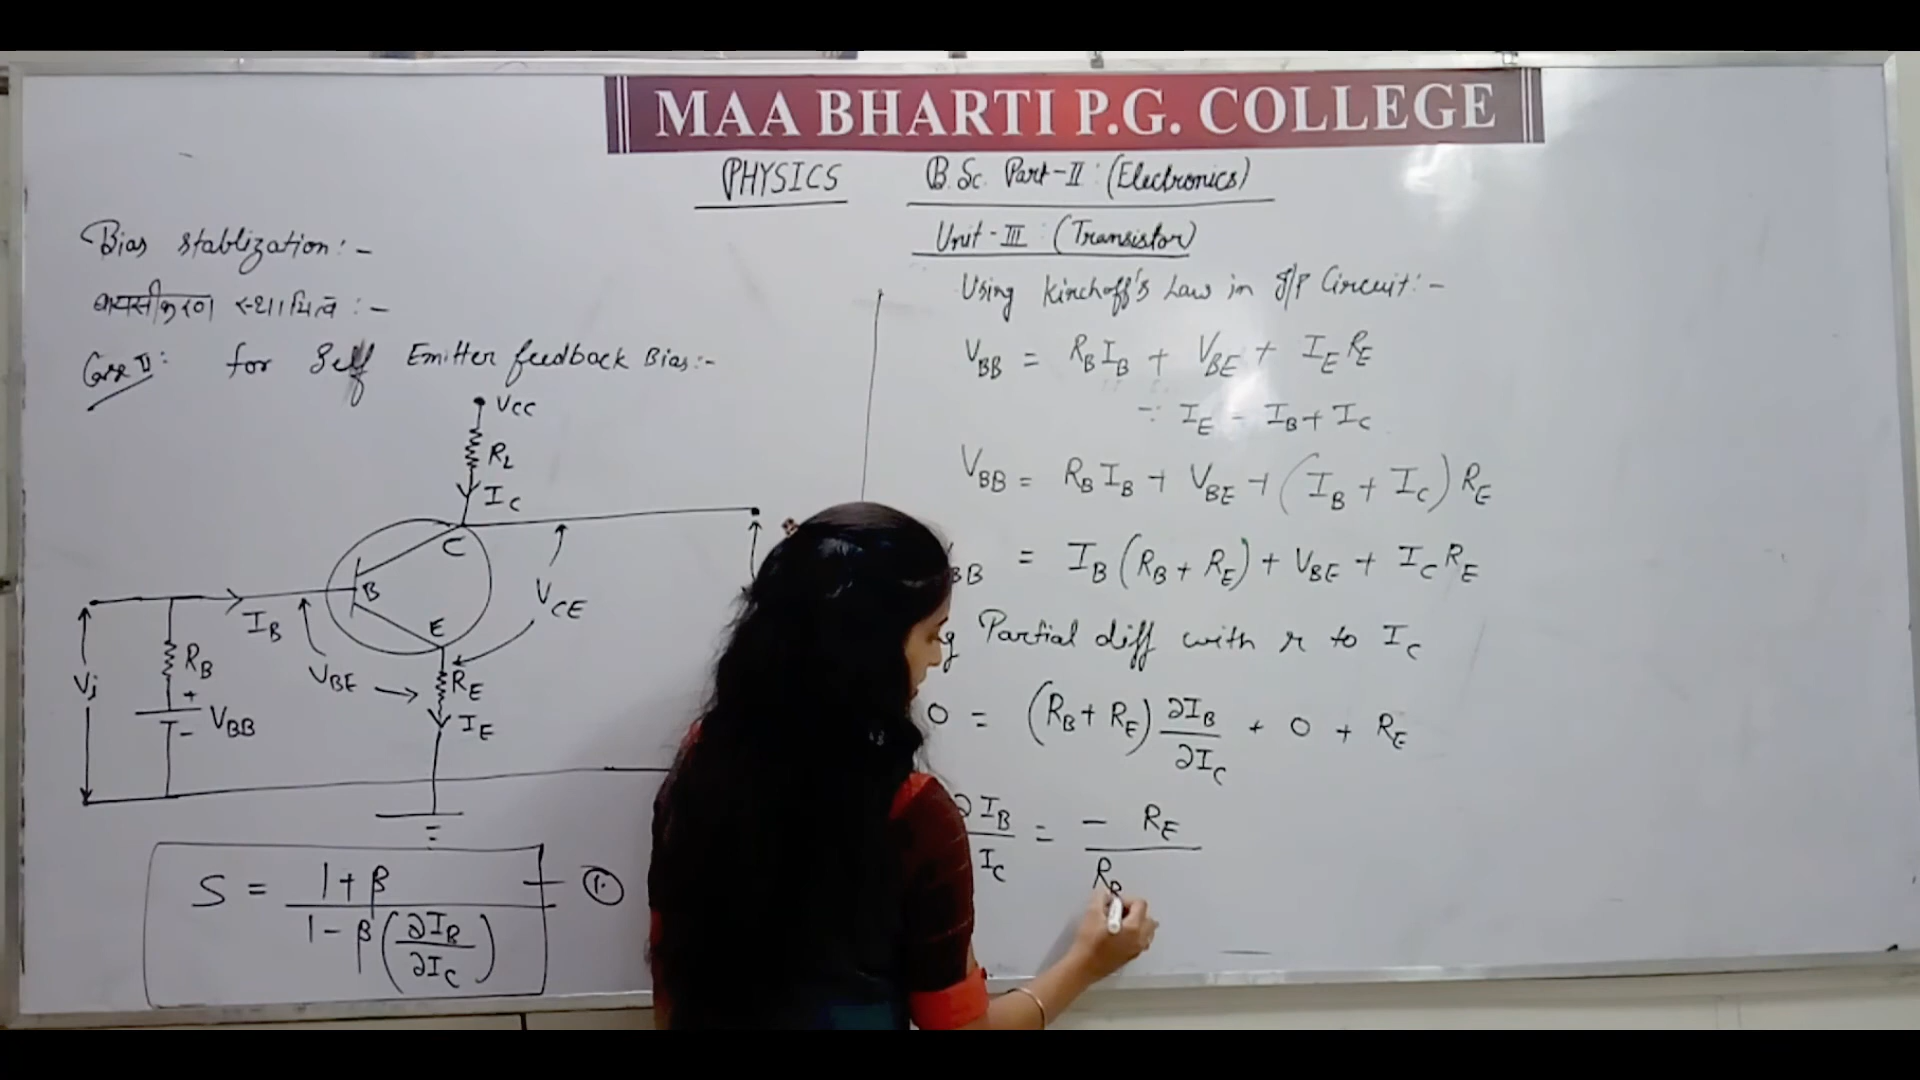 MAA BHARTI P.G. COLLEGE
PHYSICS B.Sc. Part-II : (Electronics)
Unit-III : (Transistor)
Bias stablization:-
बायसीकरण स्थायित्व :-
Case II: for Self Emitter feedback Bias:-
VCC
RL
IC
C
B
E
IB
VBE
VCE
RE
IE
RB
+
-
VBB
Vi
S = 1+β / 1-β(∂IB/∂IC) - ①
Using Kirchoff's Law in I/P Circuit:-
VBB = RB IB + VBE + IE RE
∵ IE = IB + IC
VBB = RB IB + VBE + (IB + IC) RE
BB = IB (RB + RE) + VBE + IC RE
g Partial diff with r to IC
0 = (RB + RE) ∂IB/∂IC + 0 + RE
∂IB/IC = - RE / RB